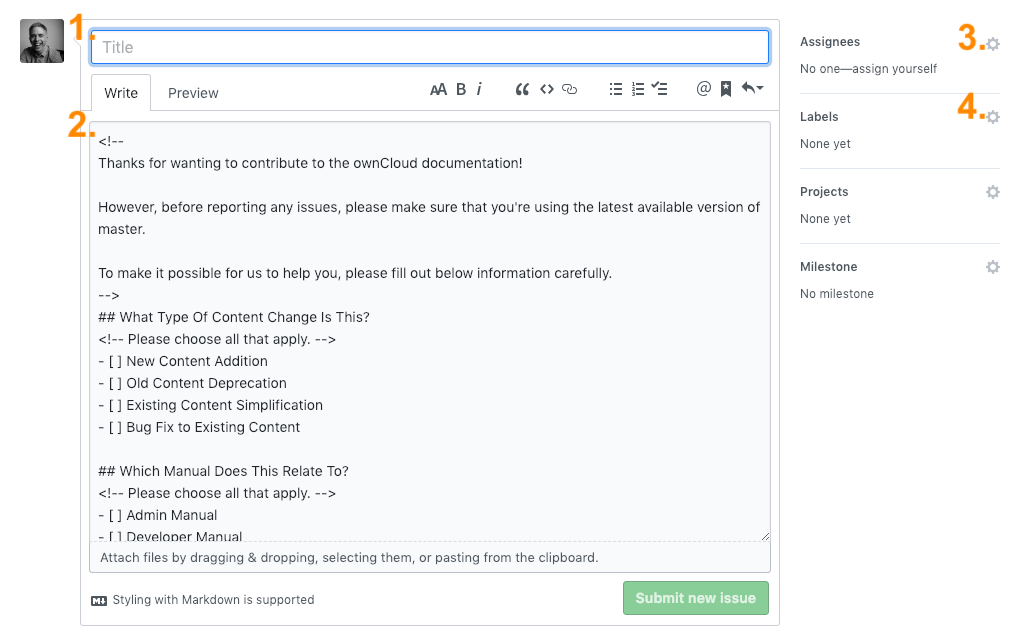 1.
Title
Write Preview AA B i “ <> @
2.
<!--
Thanks for wanting to contribute to the ownCloud documentation!
However, before reporting any issues, please make sure that you're using the latest available version of
master.
To make it possible for us to help you, please fill out below information carefully.
-->
## What Type Of Content Change Is This?
<!-- Please choose all that apply. -->
- [ ] New Content Addition
- [ ] Old Content Deprecation
- [ ] Existing Content Simplification
- [ ] Bug Fix to Existing Content
## Which Manual Does This Relate To?
<!-- Please choose all that apply. -->
- [ ] Admin Manual
- [ ] Developer Manual
Attach files by dragging & dropping, selecting them, or pasting from the clipboard.
Styling with Markdown is supported
Submit new issue
Assignees 3.
No one—assign yourself
Labels 4.
None yet
Projects
None yet
Milestone
No milestone